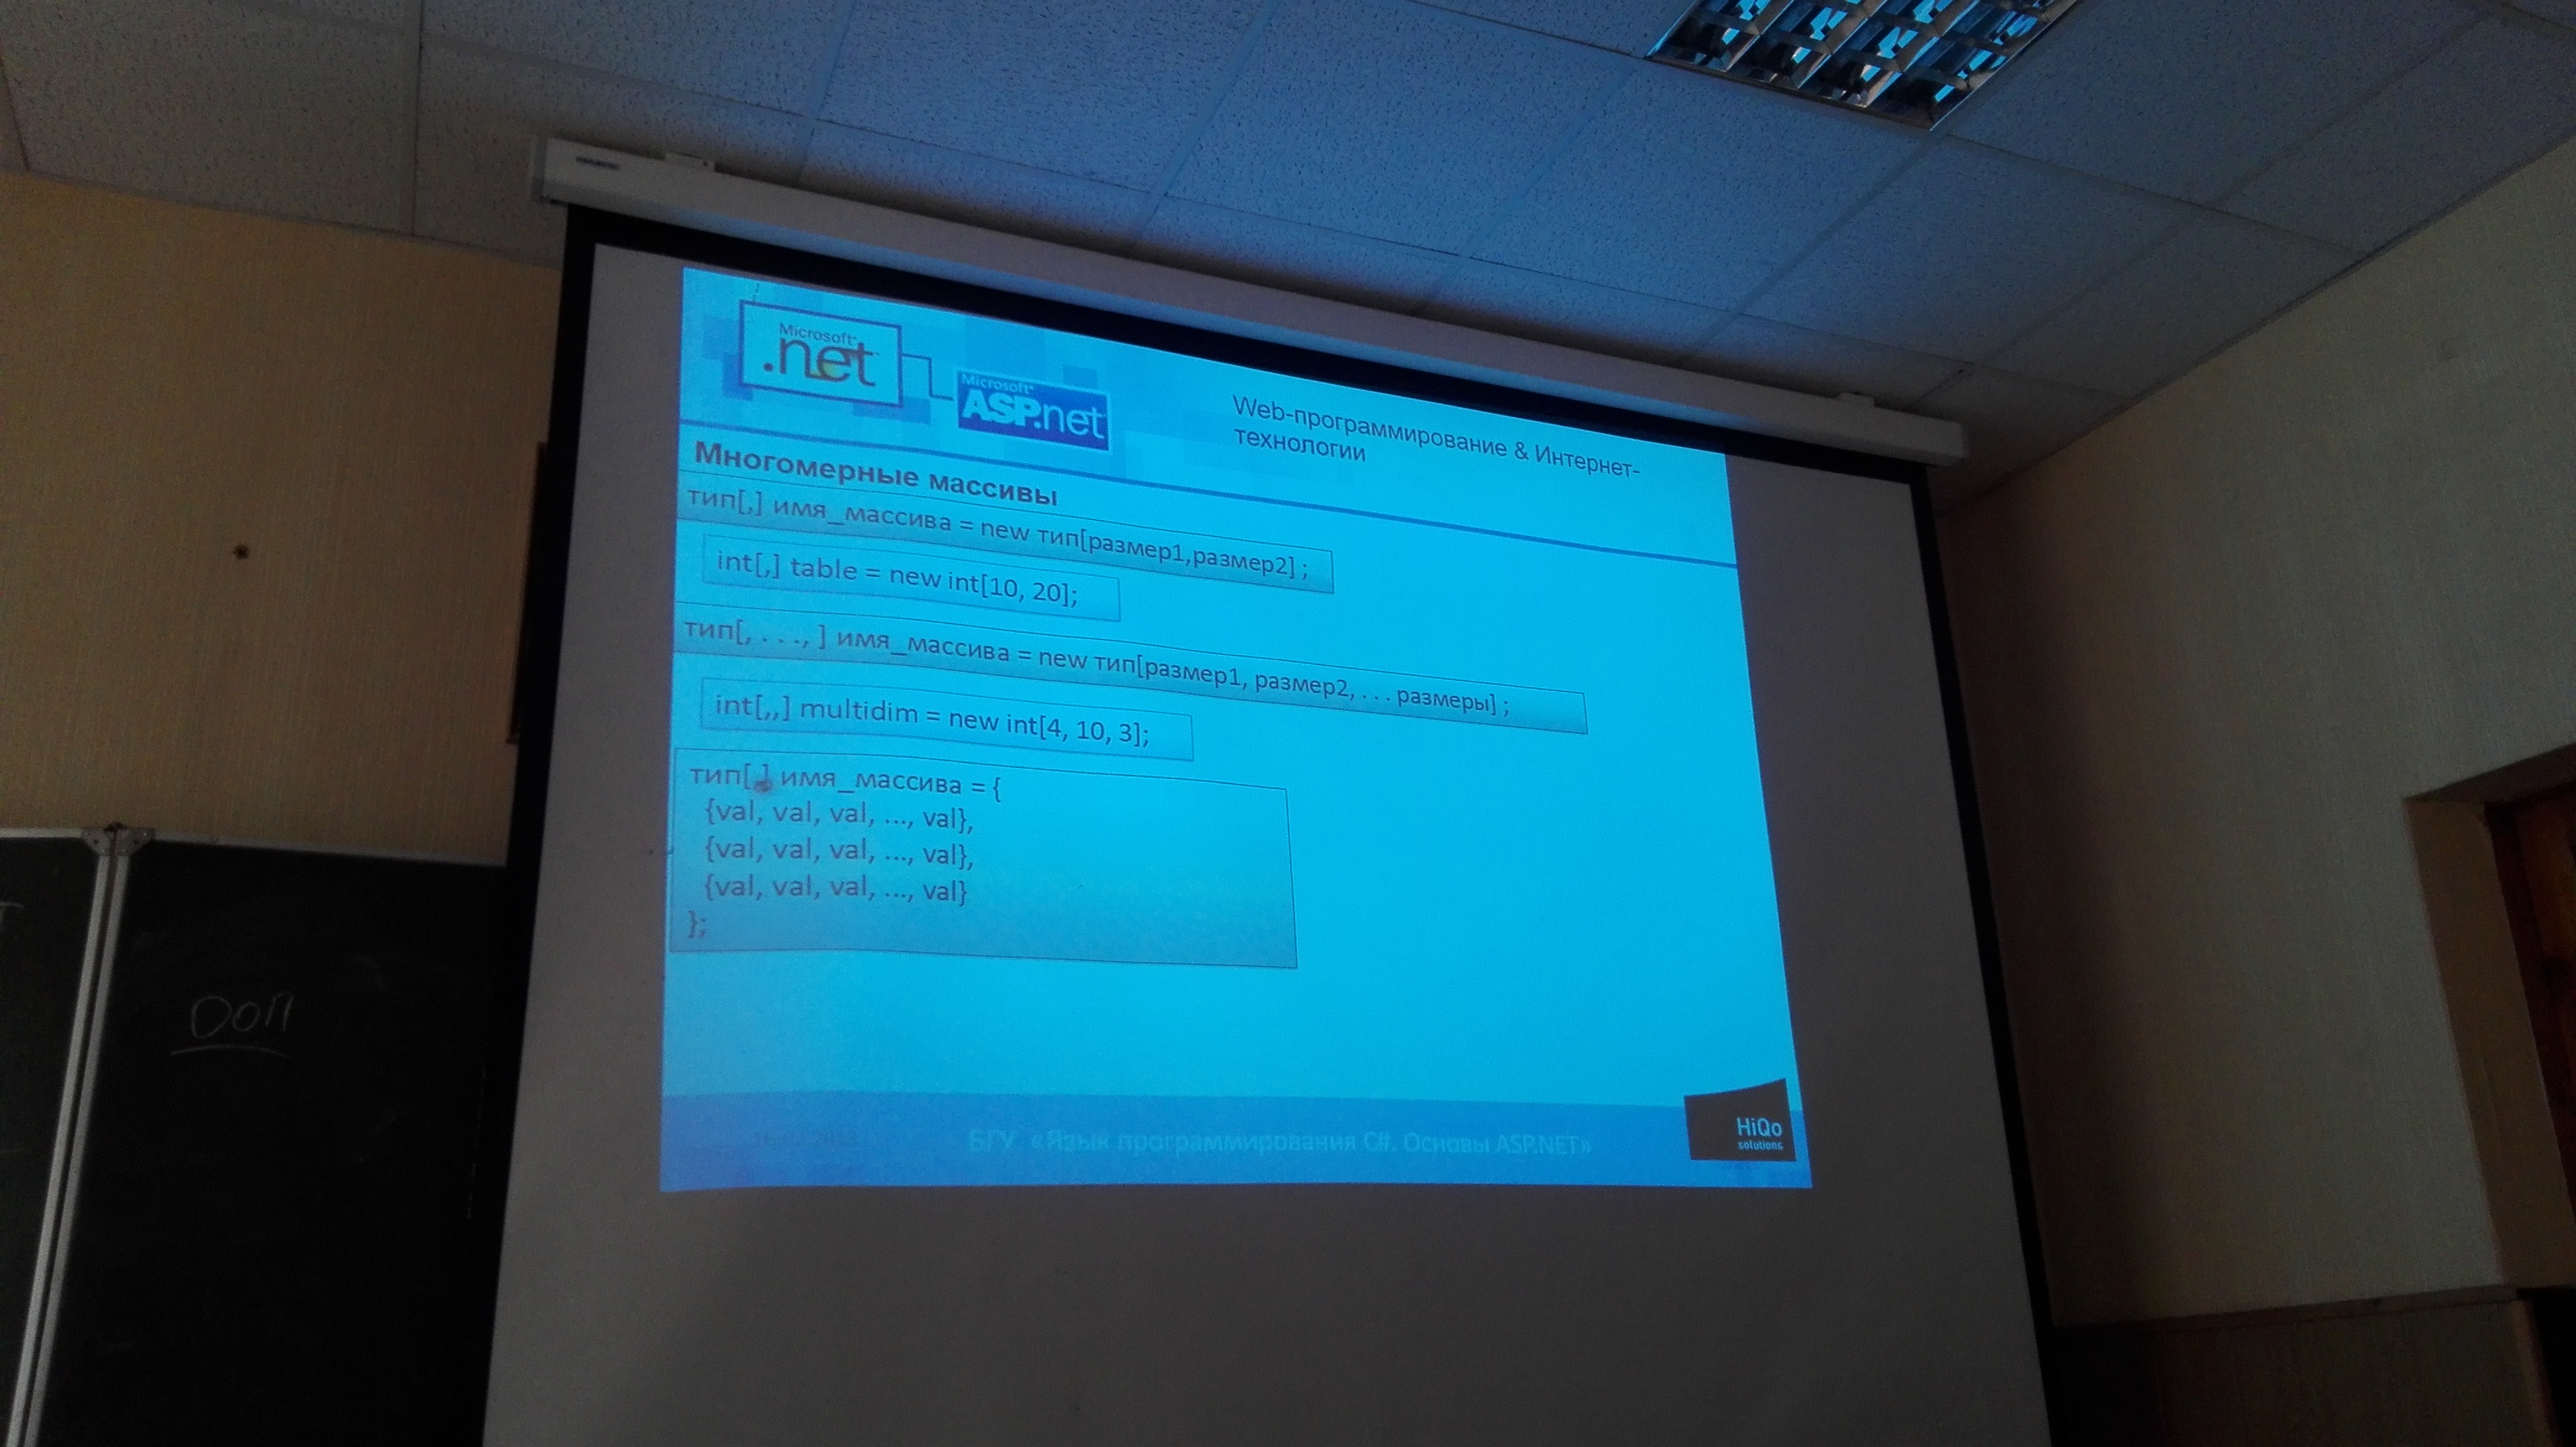 Microsoft
.net
Microsoft
ASP.net
Web-программирование & Интернет-
технологии
Многомерные массивы
тип[,] имя_массива = new тип[размер1,размер2] ;
int[,] table = new int[10, 20];
тип[, . . ., ] имя_массива = new тип[размер1, размер2, . . . размеры] ;
int[,,] multidim = new int[4, 10, 3];
тип[,] имя_массива = {
{val, val, val, ..., val},
{val, val, val, ..., val},
{val, val, val, ..., val}
};
доп
БГУ «Язык программирования C#. Основы ASP.NET»
HiQo
solutions